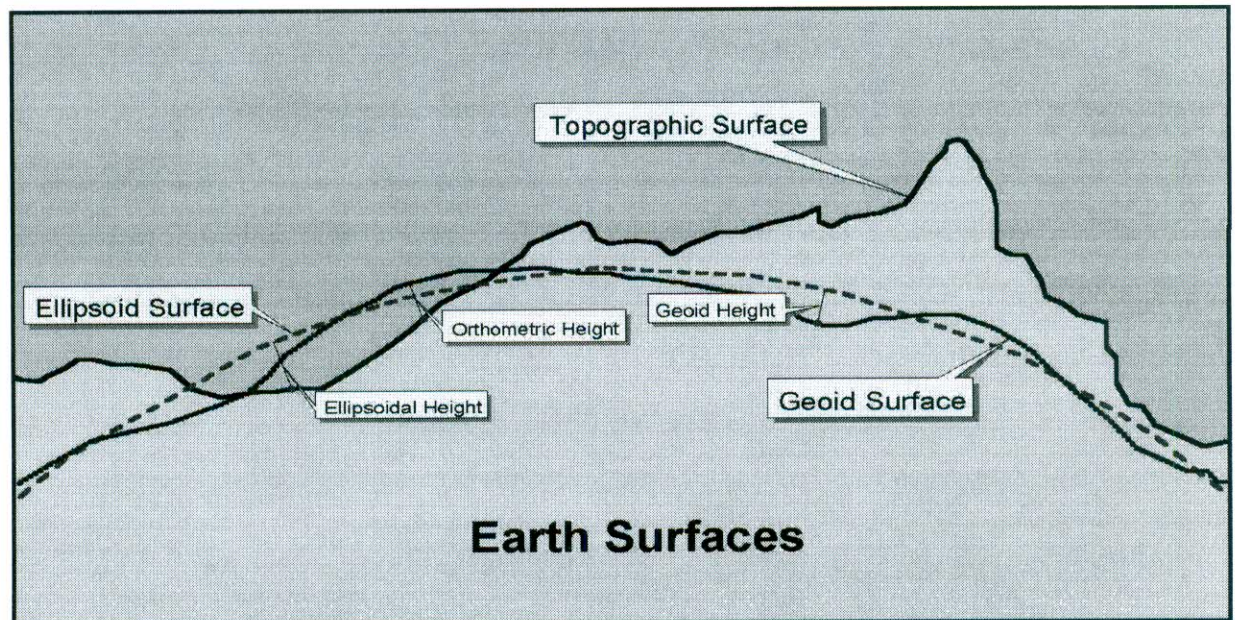 Topographic Surface
Ellipsoid Surface
Orthometric Height
Geoid Height
Ellipsoidal Height
Geoid Surface
Earth Surfaces